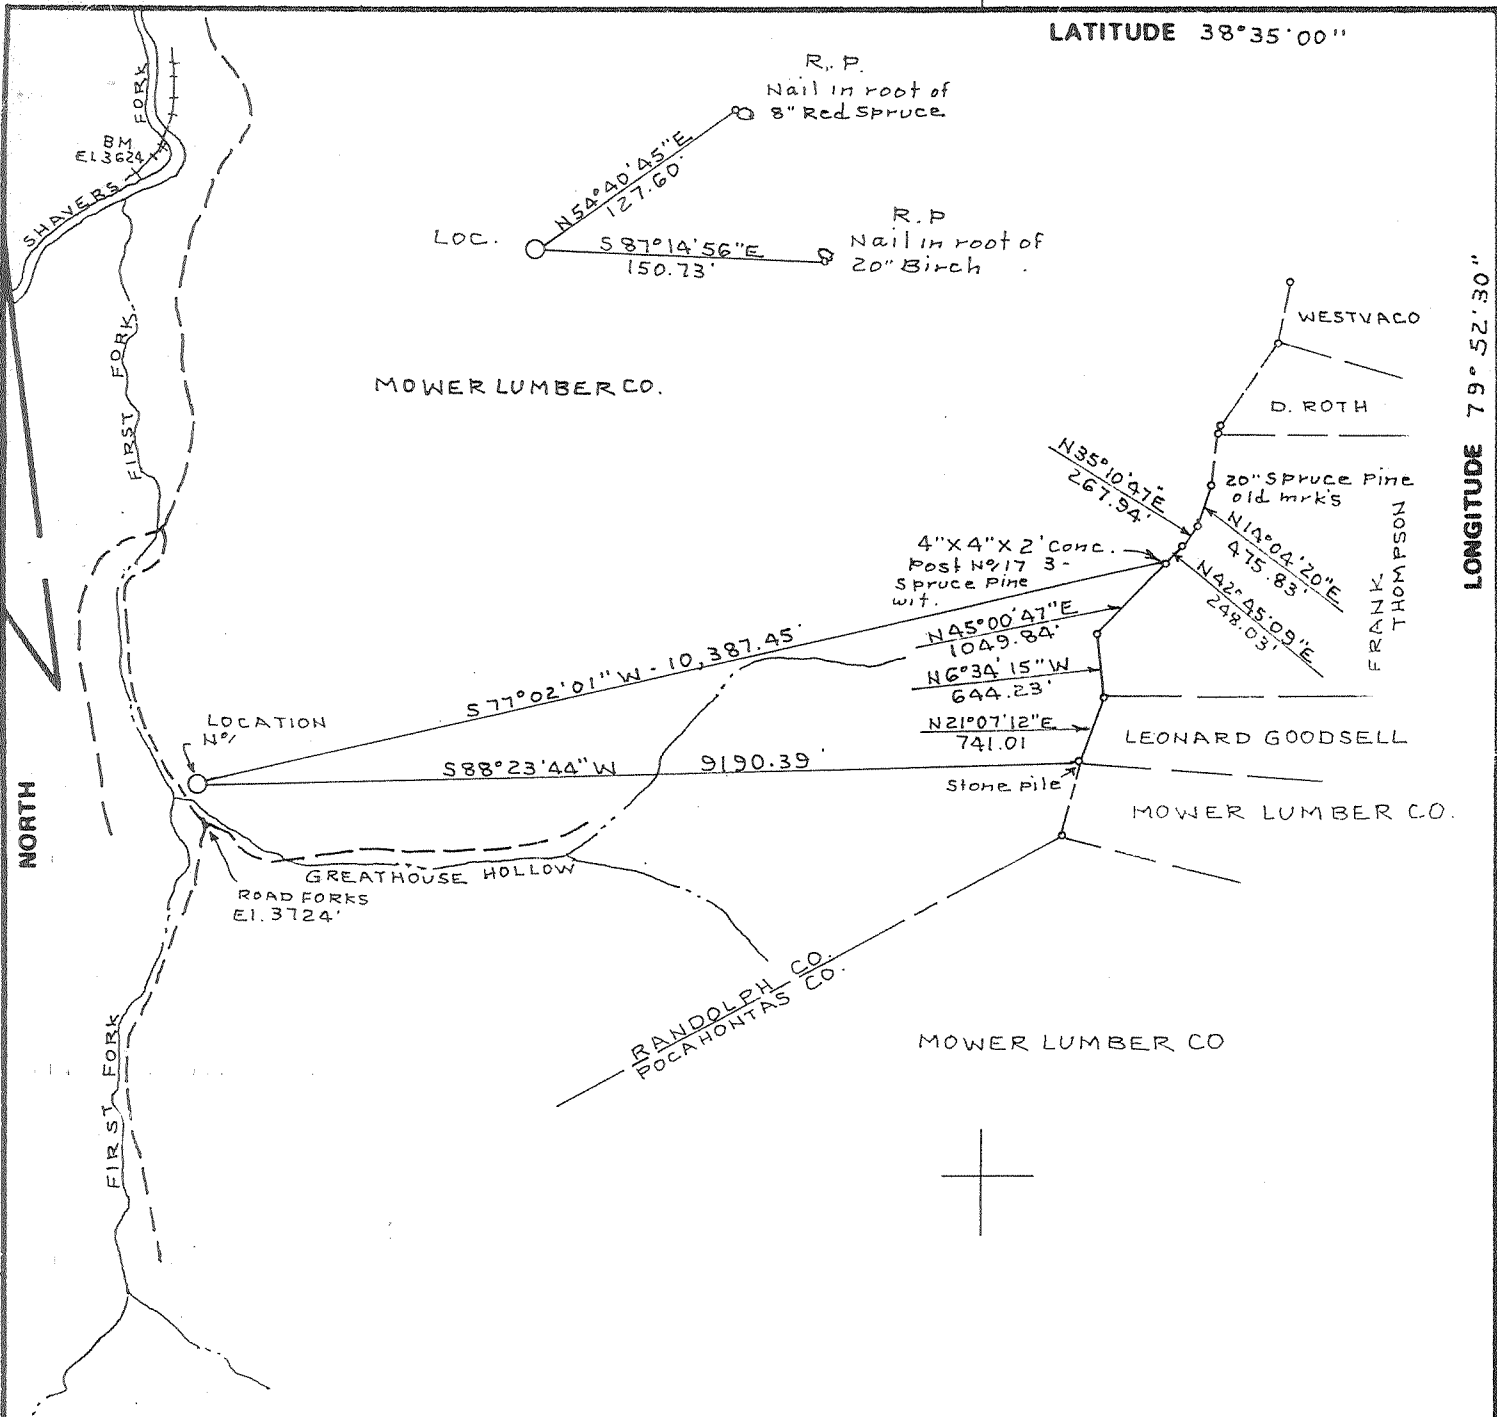 LATITUDE 38°35'00"
R. P.
Nail in root of
8" Red Spruce
N54°40'45"E
127.60'
LOC.
S 87°14'56"E
150.73'
R. P
Nail in root of
20" Birch
BM
El 3624
SHAVERS FORK
FIRST FORK
MOWER LUMBER CO.
WESTVACO
D. ROTH
LONGITUDE 79° 52' 30"
N35°10'47"E
267.94'
20" Spruce Pine
old mrks
N14°04'20"E
475.83'
FRANK
THOMPSON
4"X4"X2' Conc.
Post Nº 17 3-
Spruce Pine
wit.
N42°45'09"E
248.03'
N45°00'47"E
1049.84'
S77°02'01"W - 10,387.45'
N6°34'15"W
644.23'
LOCATION
Nº 1
N21°07'12"E
741.01
LEONARD GOODSELL
S88°23'44"W 9190.39'
Stone pile
MOWER LUMBER CO.
NORTH
GREATHOUSE HOLLOW
ROAD FORKS
El. 3724'
RANDOLPH CO.
POCAHONTAS CO.
MOWER LUMBER CO
FIRST FORK